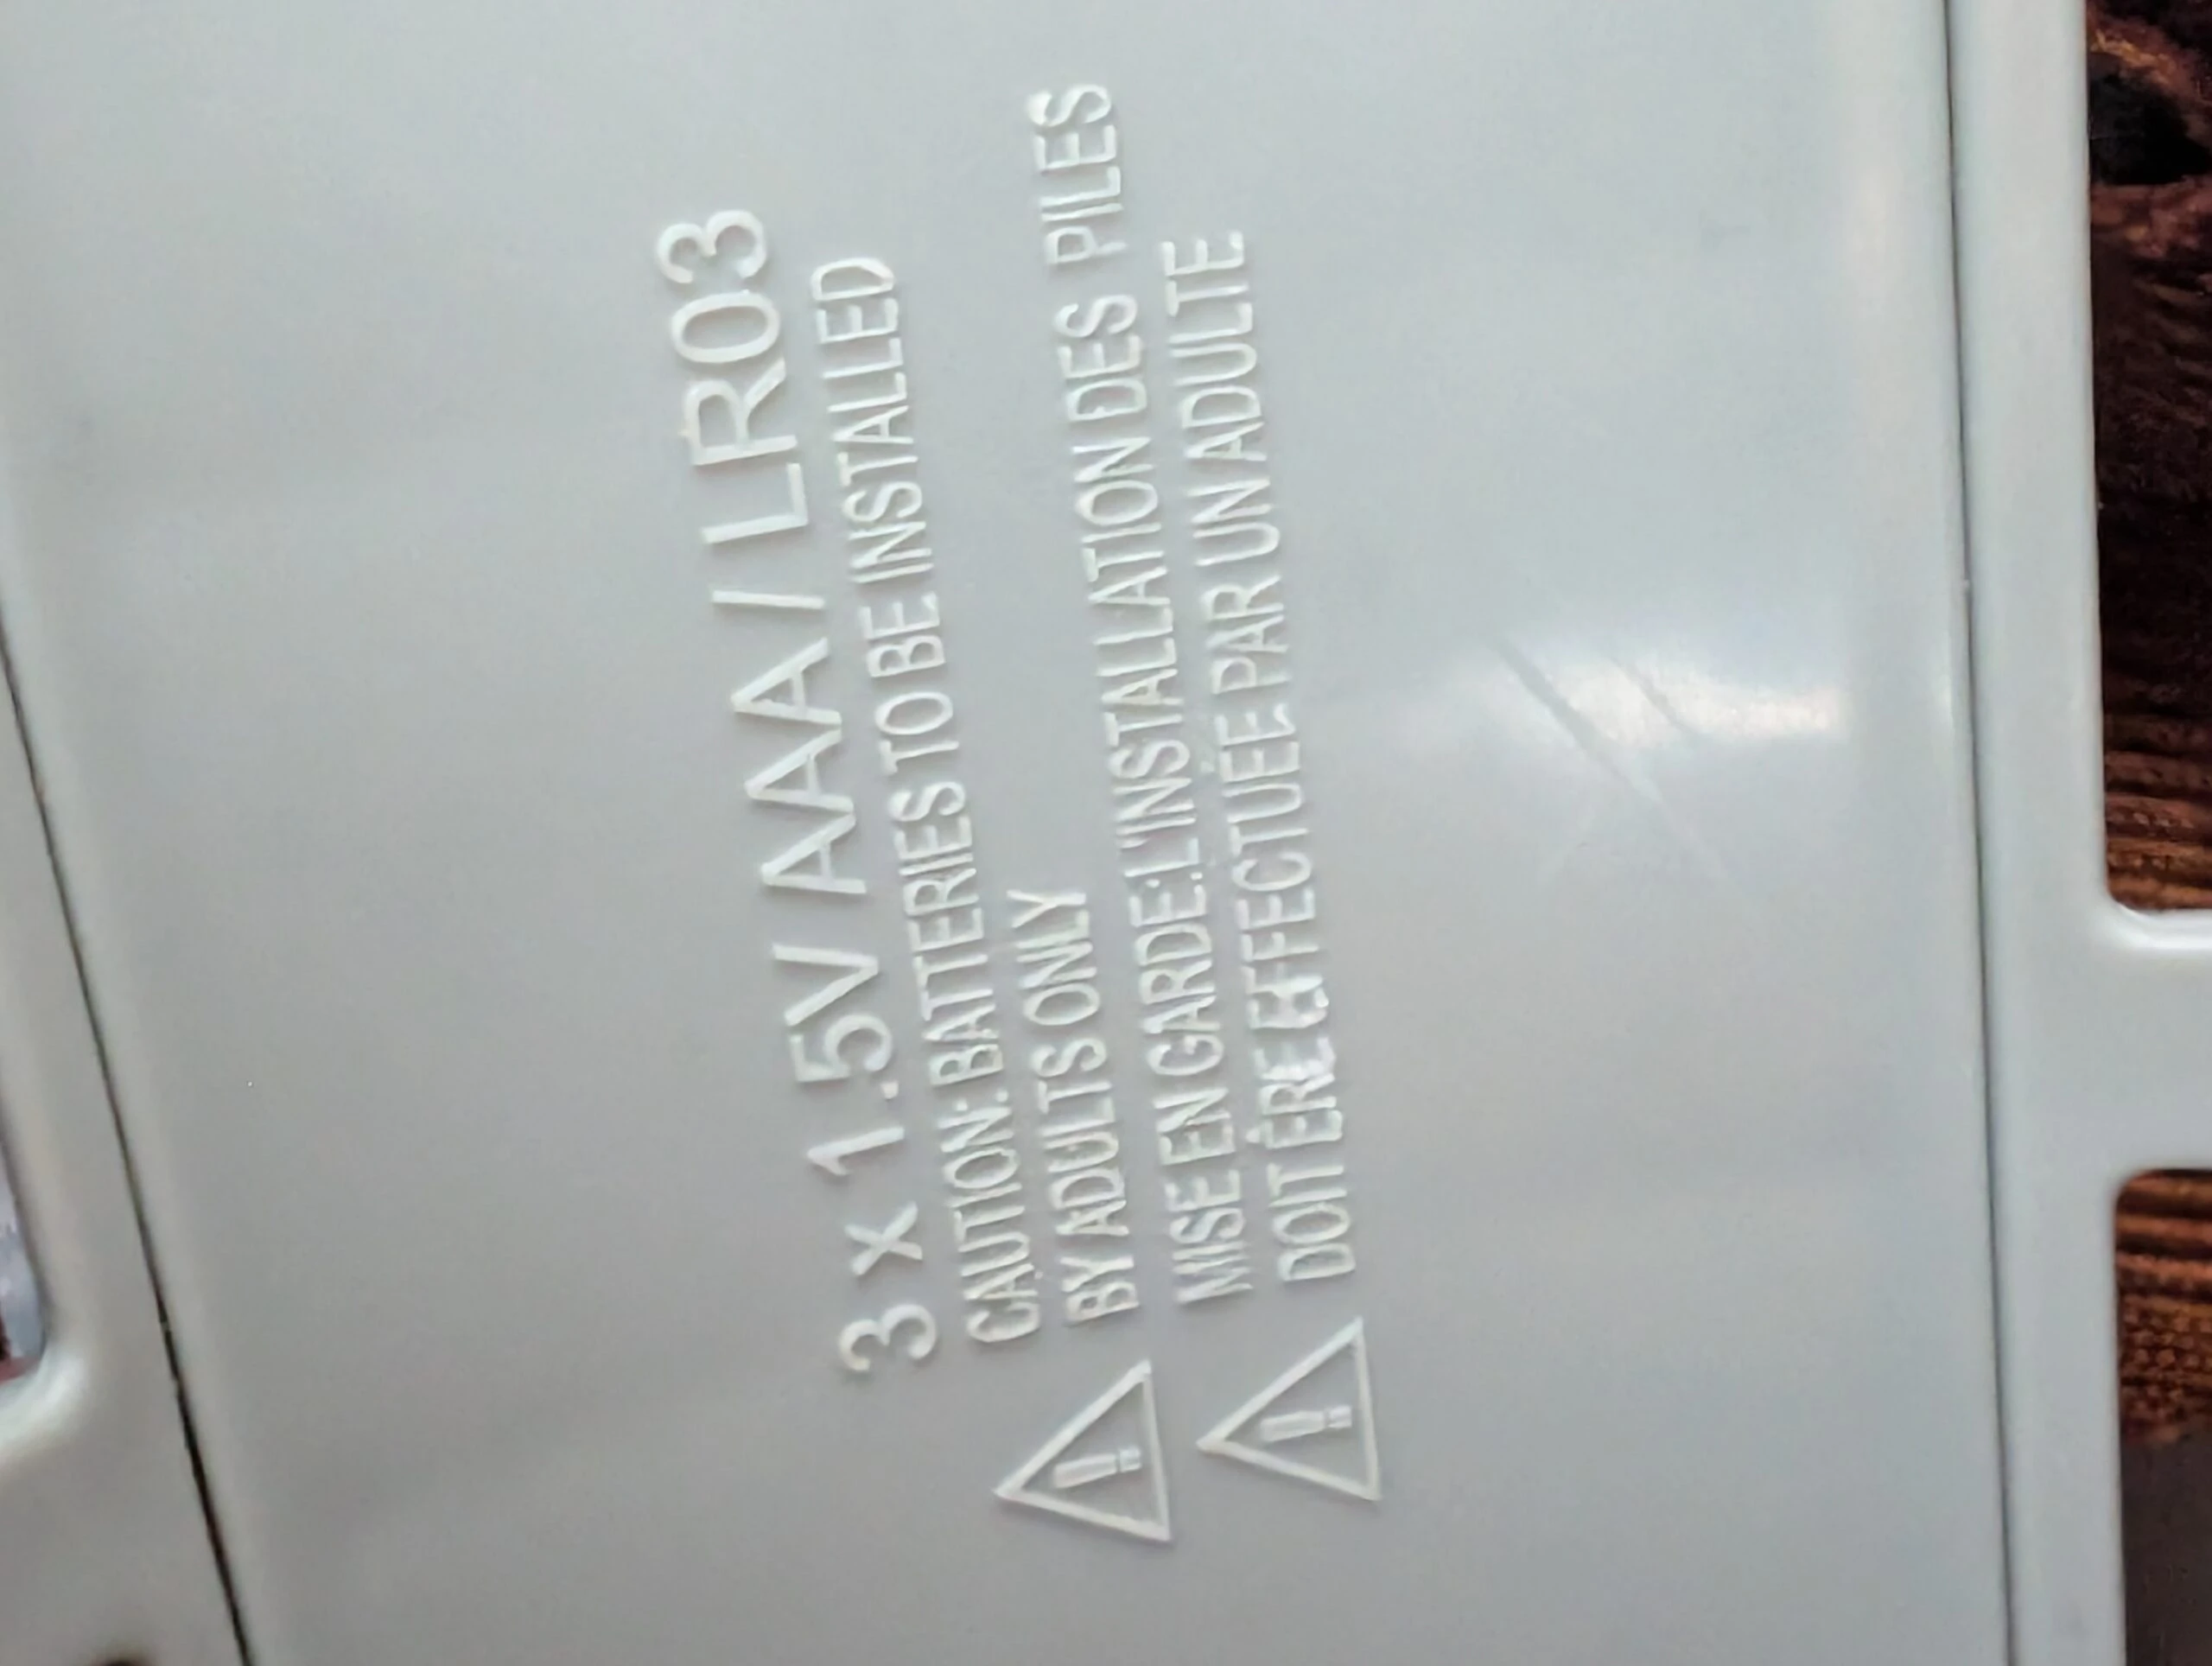 3 x 1.5V AAA / LR03
CAUTION: BATTERIES TO BE INSTALLED
BY ADULTS ONLY
MISE EN GARDE:L'INSTALLATION DES PILES
DOIT ÊRE EFFECTUÉE PAR UN ADULTE